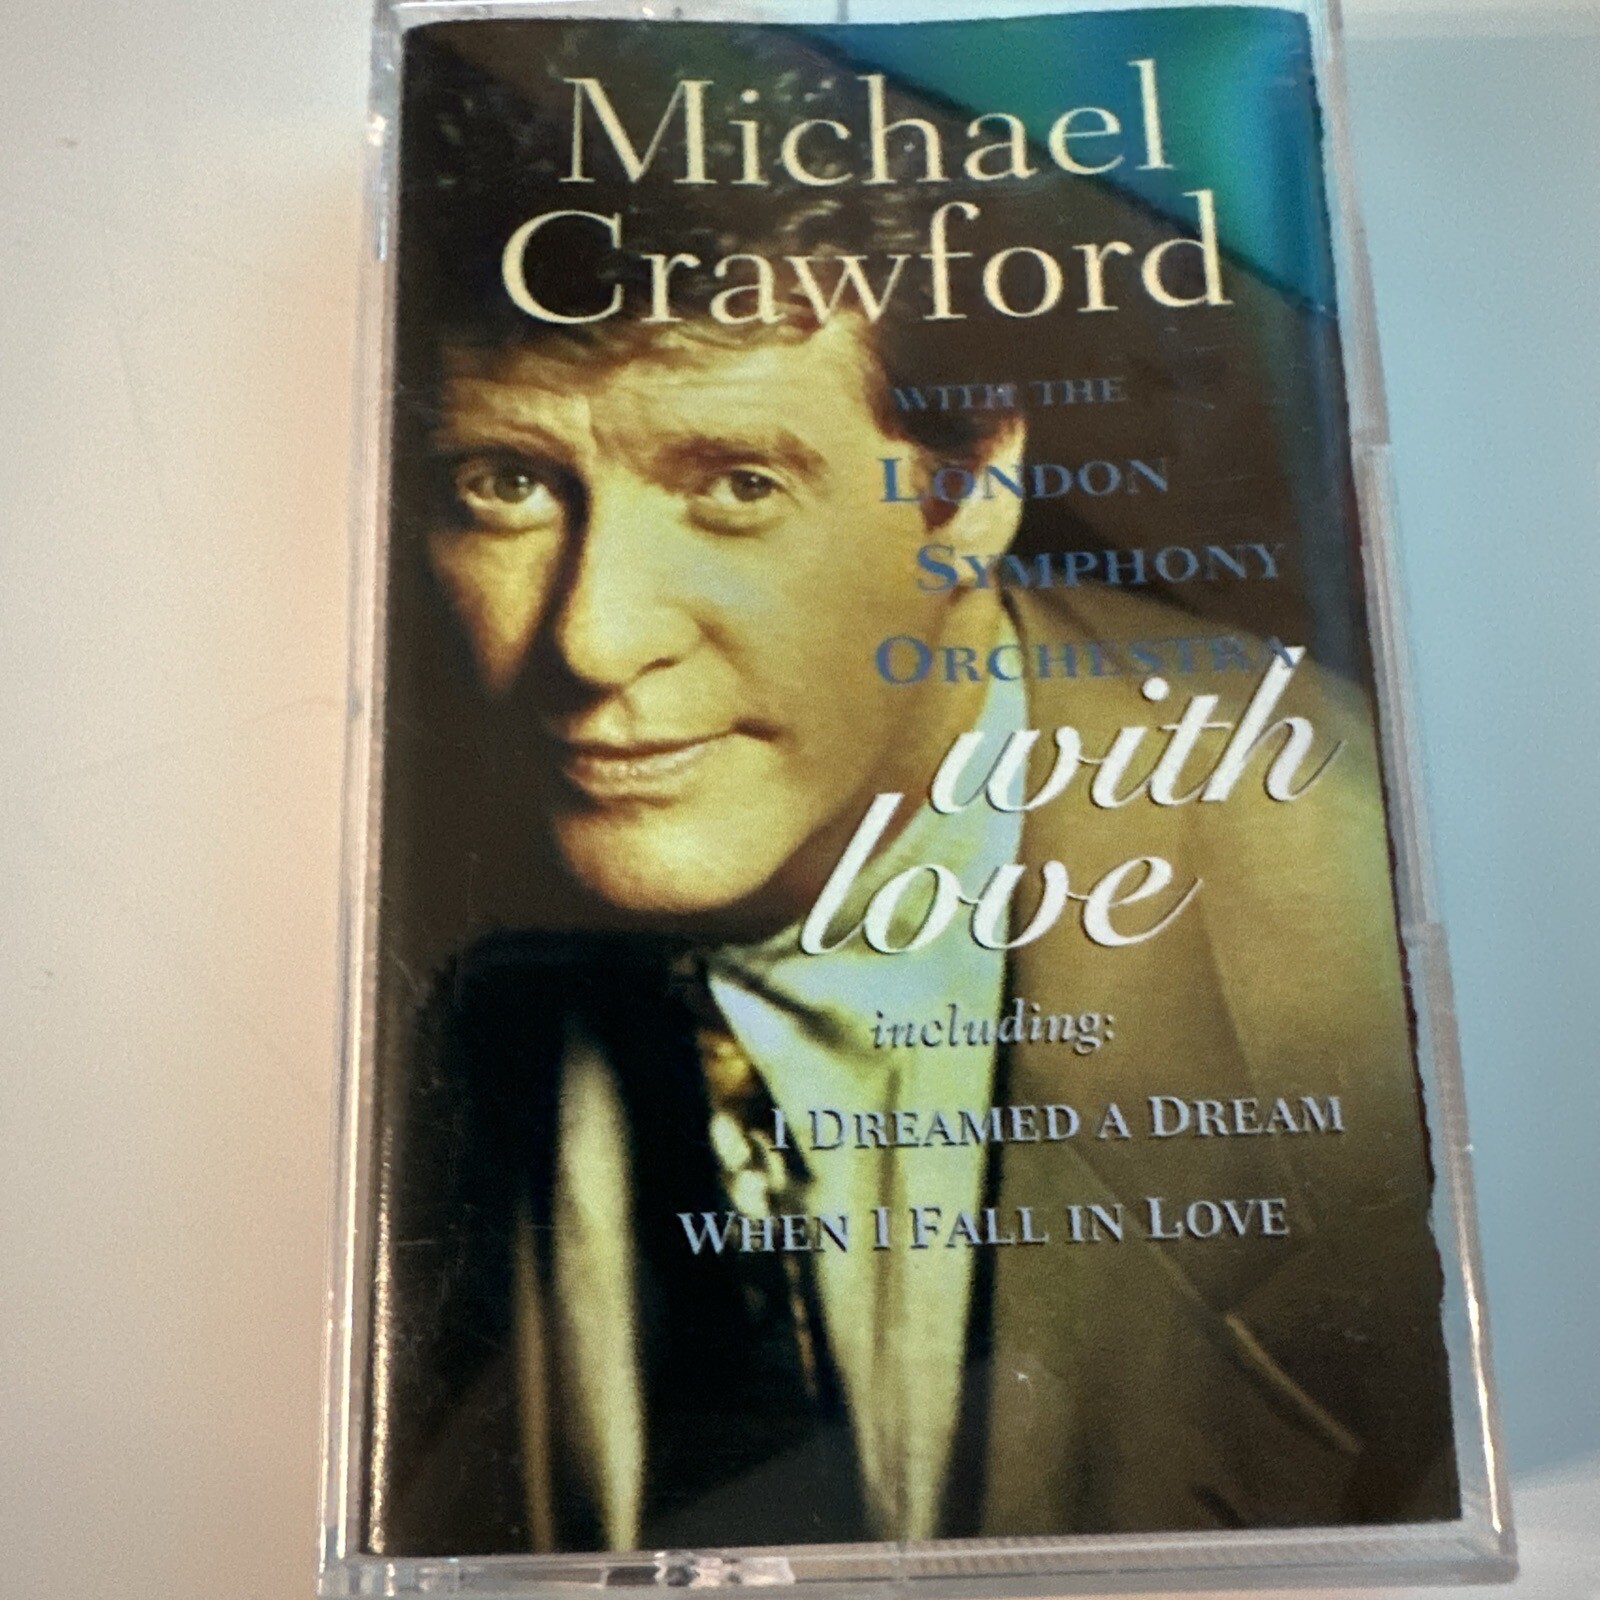 Michael
Crawford
WITH THE
LONDON
SYMPHONY
ORCHESTRA
with
love
including:
I DREAMED A DREAM
WHEN I FALL IN LOVE